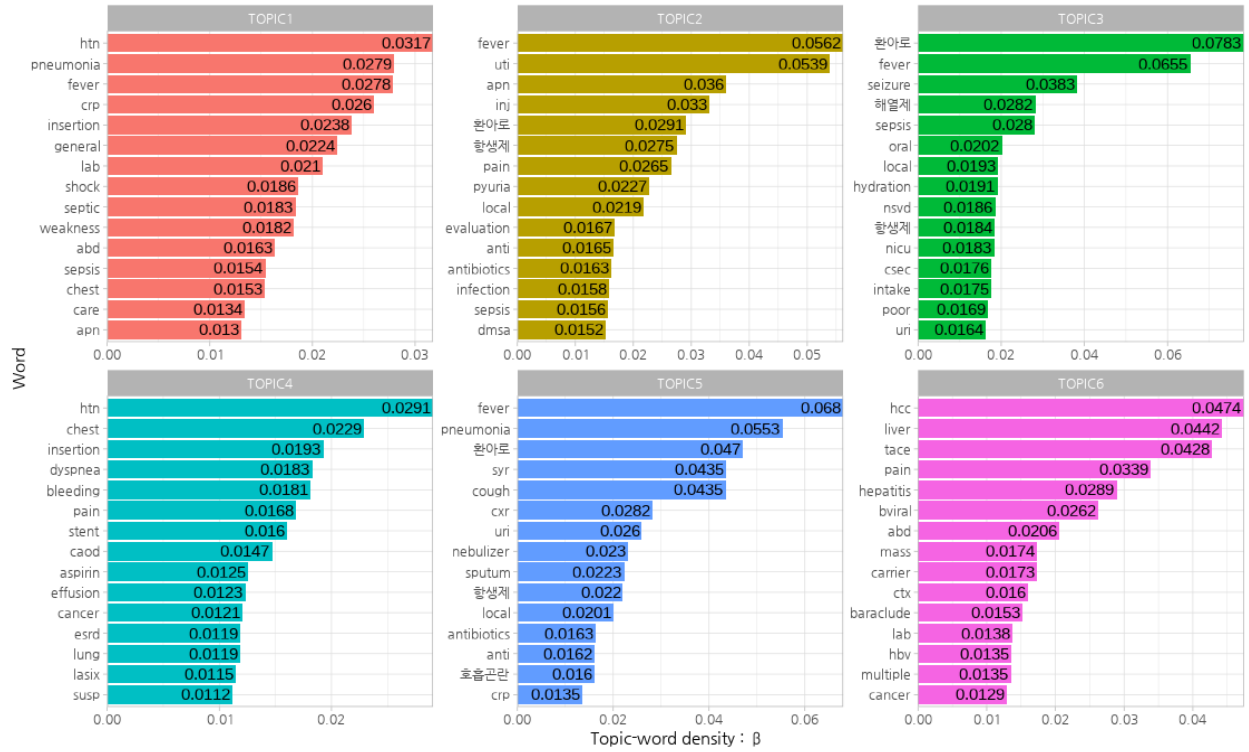 TOPIC1
htn 0.0317
pneumonia 0.0279
fever 0.0278
crp 0.026
insertion 0.0238
general 0.0224
lab 0.021
shock 0.0186
septic 0.0183
weakness 0.0182
abd 0.0163
sepsis 0.0154
chest 0.0153
care 0.0134
apn 0.013
0.00 0.01 0.02 0.03
TOPIC2
fever 0.0562
uti 0.0539
apn 0.036
inj 0.033
환아로 0.0291
항생제 0.0275
pain 0.0265
pyuria 0.0227
local 0.0219
evaluation 0.0167
anti 0.0165
antibiotics 0.0163
infection 0.0158
sepsis 0.0156
dmsa 0.0152
0.00 0.01 0.02 0.03 0.04 0.05
TOPIC3
환아로 0.0783
fever 0.0655
seizure 0.0383
해열제 0.0282
sepsis 0.028
oral 0.0202
local 0.0193
hydration 0.0191
nsvd 0.0186
항생제 0.0184
nicu 0.0183
csec 0.0176
intake 0.0175
poor 0.0169
uri 0.0164
0.00 0.02 0.04 0.06
Word
TOPIC4
htn 0.0291
chest 0.0229
insertion 0.0193
dyspnea 0.0183
bleeding 0.0181
pain 0.0168
stent 0.016
caod 0.0147
aspirin 0.0125
effusion 0.0123
cancer 0.0121
esrd 0.0119
lung 0.0119
lasix 0.0115
susp 0.0112
0.00 0.01 0.02
TOPIC5
fever 0.068
pneumonia 0.0553
환아로 0.047
syr 0.0435
cough 0.0435
cxr 0.0282
uri 0.026
nebulizer 0.023
sputum 0.0223
항생제 0.022
local 0.0201
antibiotics 0.0163
anti 0.0162
호흡곤란 0.016
crp 0.0135
0.00 0.02 0.04 0.06
TOPIC6
hcc 0.0474
liver 0.0442
tace 0.0428
pain 0.0339
hepatitis 0.0289
bviral 0.0262
abd 0.0206
mass 0.0174
carrier 0.0173
ctx 0.016
baraclude 0.0153
lab 0.0138
hbv 0.0135
multiple 0.0135
cancer 0.0129
0.00 0.01 0.02 0.03 0.04
Topic-word density : β